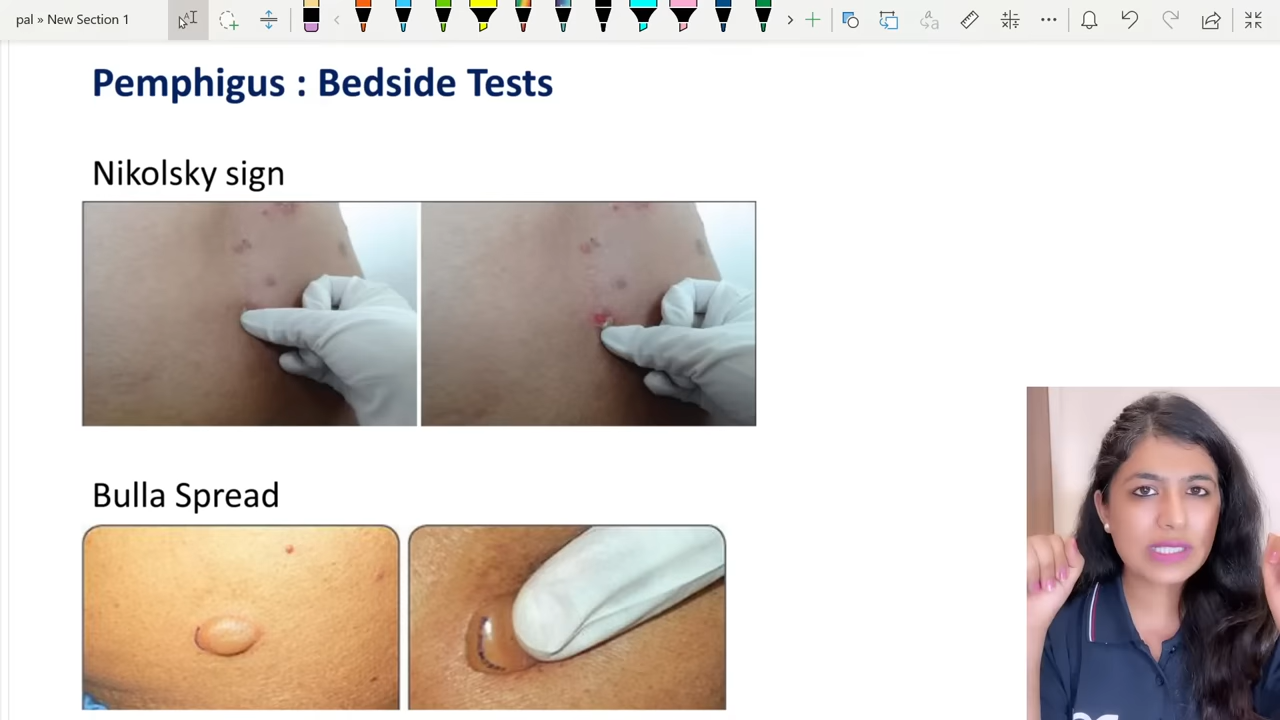 pal » New Section 1
Pemphigus : Bedside Tests
Nikolsky sign
Bulla Spread